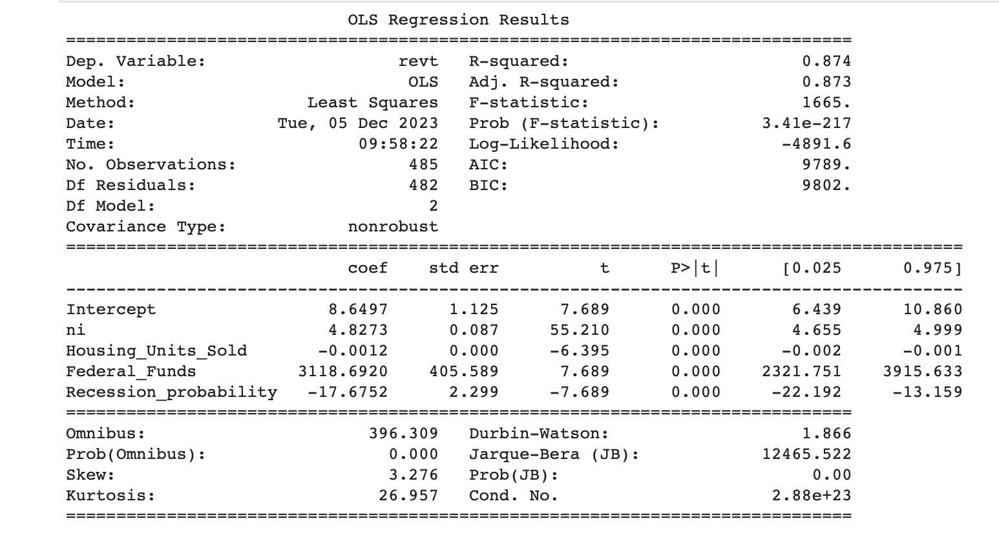 OLS Regression Results
==============================================================================
Dep. Variable: revt R-squared: 0.874
Model: OLS Adj. R-squared: 0.873
Method: Least Squares F-statistic: 1665.
Date: Tue, 05 Dec 2023 Prob (F-statistic): 3.41e-217
Time: 09:58:22 Log-Likelihood: -4891.6
No. Observations: 485 AIC: 9789.
Df Residuals: 482 BIC: 9802.
Df Model: 2
Covariance Type: nonrobust
=========================================================================================
coef std err t P>|t| [0.025 0.975]
-----------------------------------------------------------------------------------------
Intercept 8.6497 1.125 7.689 0.000 6.439 10.860
ni 4.8273 0.087 55.210 0.000 4.655 4.999
Housing_Units_Sold -0.0012 0.000 -6.395 0.000 -0.002 -0.001
Federal_Funds 3118.6920 405.589 7.689 0.000 2321.751 3915.633
Recession_probability -17.6752 2.299 -7.689 0.000 -22.192 -13.159
==============================================================================
Omnibus: 396.309 Durbin-Watson: 1.866
Prob(Omnibus): 0.000 Jarque-Bera (JB): 12465.522
Skew: 3.276 Prob(JB): 0.00
Kurtosis: 26.957 Cond. No. 2.88e+23
==============================================================================